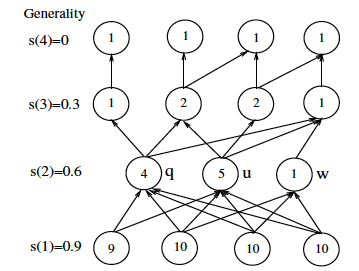 Generality
s(4)=0 1 1 1 1
s(3)=0.3 1 2 2 1
s(2)=0.6 4 q 5 u 1 w
s(1)=0.9 9 10 10 10